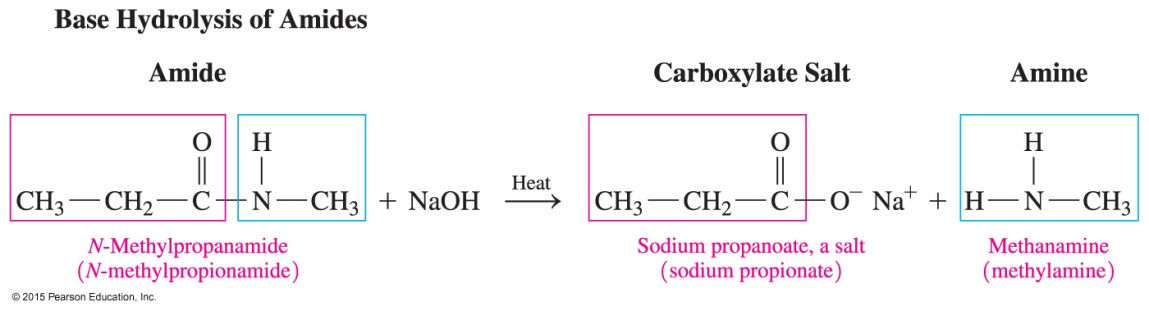 Base Hydrolysis of Amides
Amide
Carboxylate Salt
Amine
O H
O
H
CH₃—CH₂—C—N—CH₃ + NaOH Heat CH₃—CH₂—C—O⁻ Na⁺ + H—N—CH₃
N-Methylpropanamide
(N-methylpropionamide)
Sodium propanoate, a salt
(sodium propionate)
Methanamine
(methylamine)
© 2015 Pearson Education, Inc.